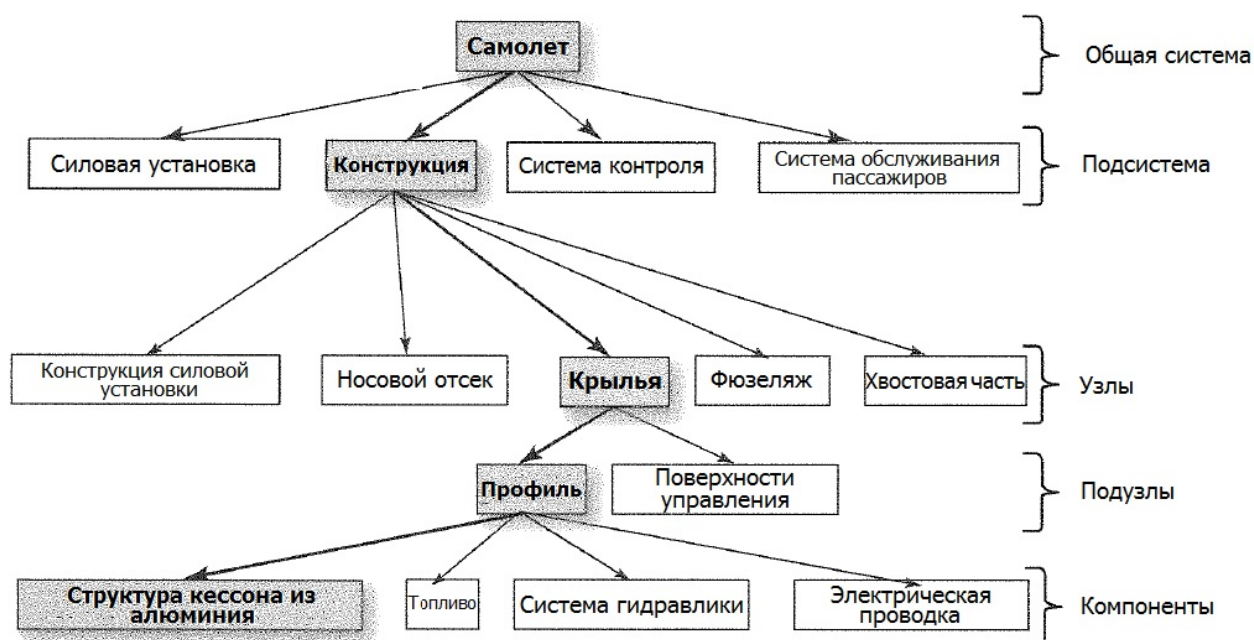 Самолет
Общая система
Силовая установка
Конструкция
Система контроля
Система обслуживания
пассажиров
Подсистема
Конструкция силовой
установки
Носовой отсек
Крылья
Фюзеляж
Хвостовая часть
Узлы
Профиль
Поверхности
управления
Подузлы
Структура кессона из
алюминия
Топливо
Система гидравлики
Электрическая
проводка
Компоненты